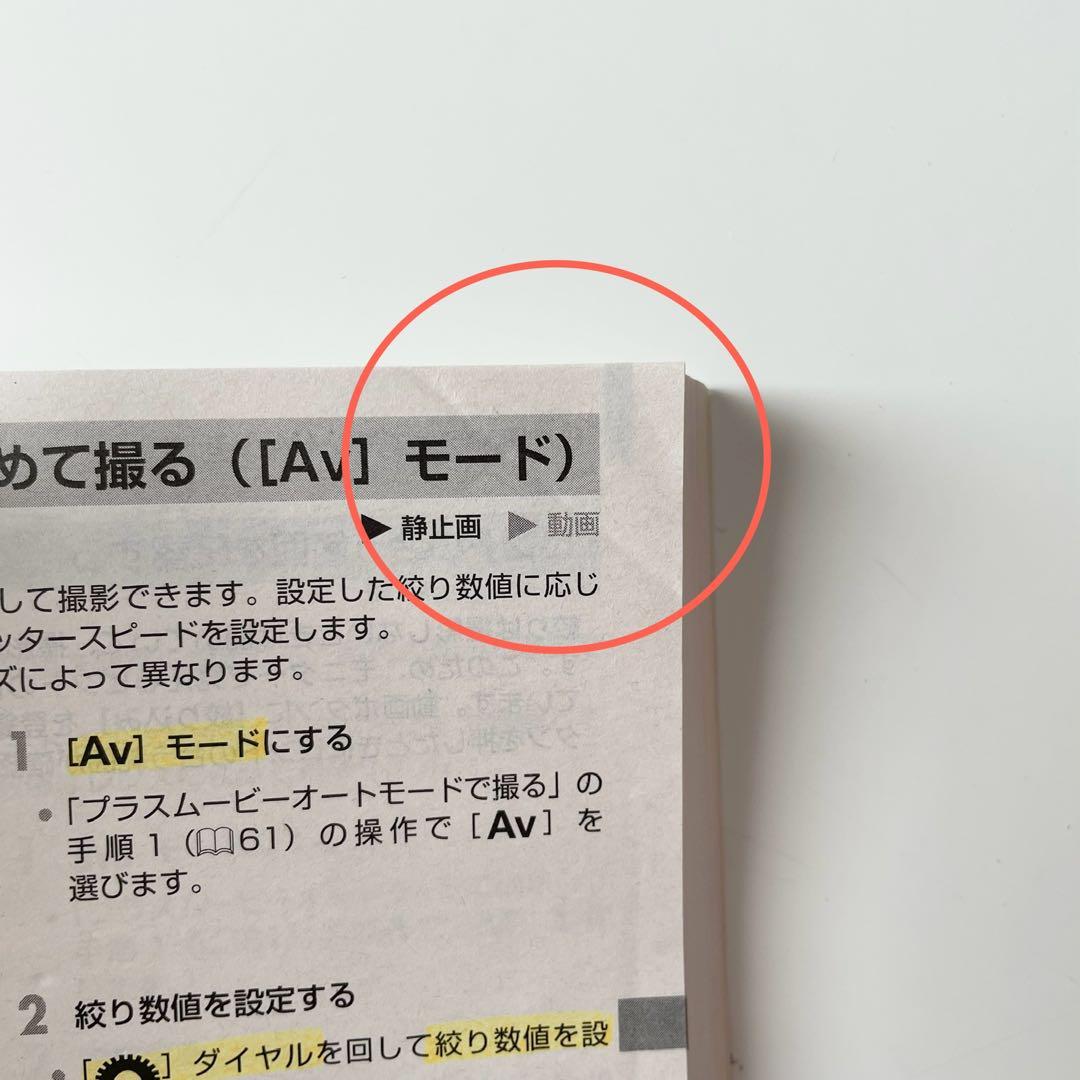 めて撮る（[Av] モード）
▶ 静止画 ▶ 動画
して撮影できます。設定した絞り数値に応じ
ッタースピードを設定します。
ズによって異なります。
1 [Av] モードにする
• 「プラスムービーオートモードで撮る」の
手順1（61）の操作で［Av］を
選びます。
2 絞り数値を設定する
• ［］ダイヤルを回して絞り数値を設